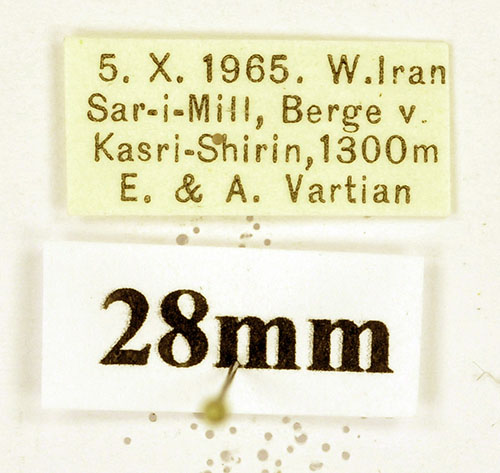 5. X. 1965. W.Iran
Sar-i-Mill, Berge v.
Kasri-Shirin,1300m
E. & A. Vartian
28mm